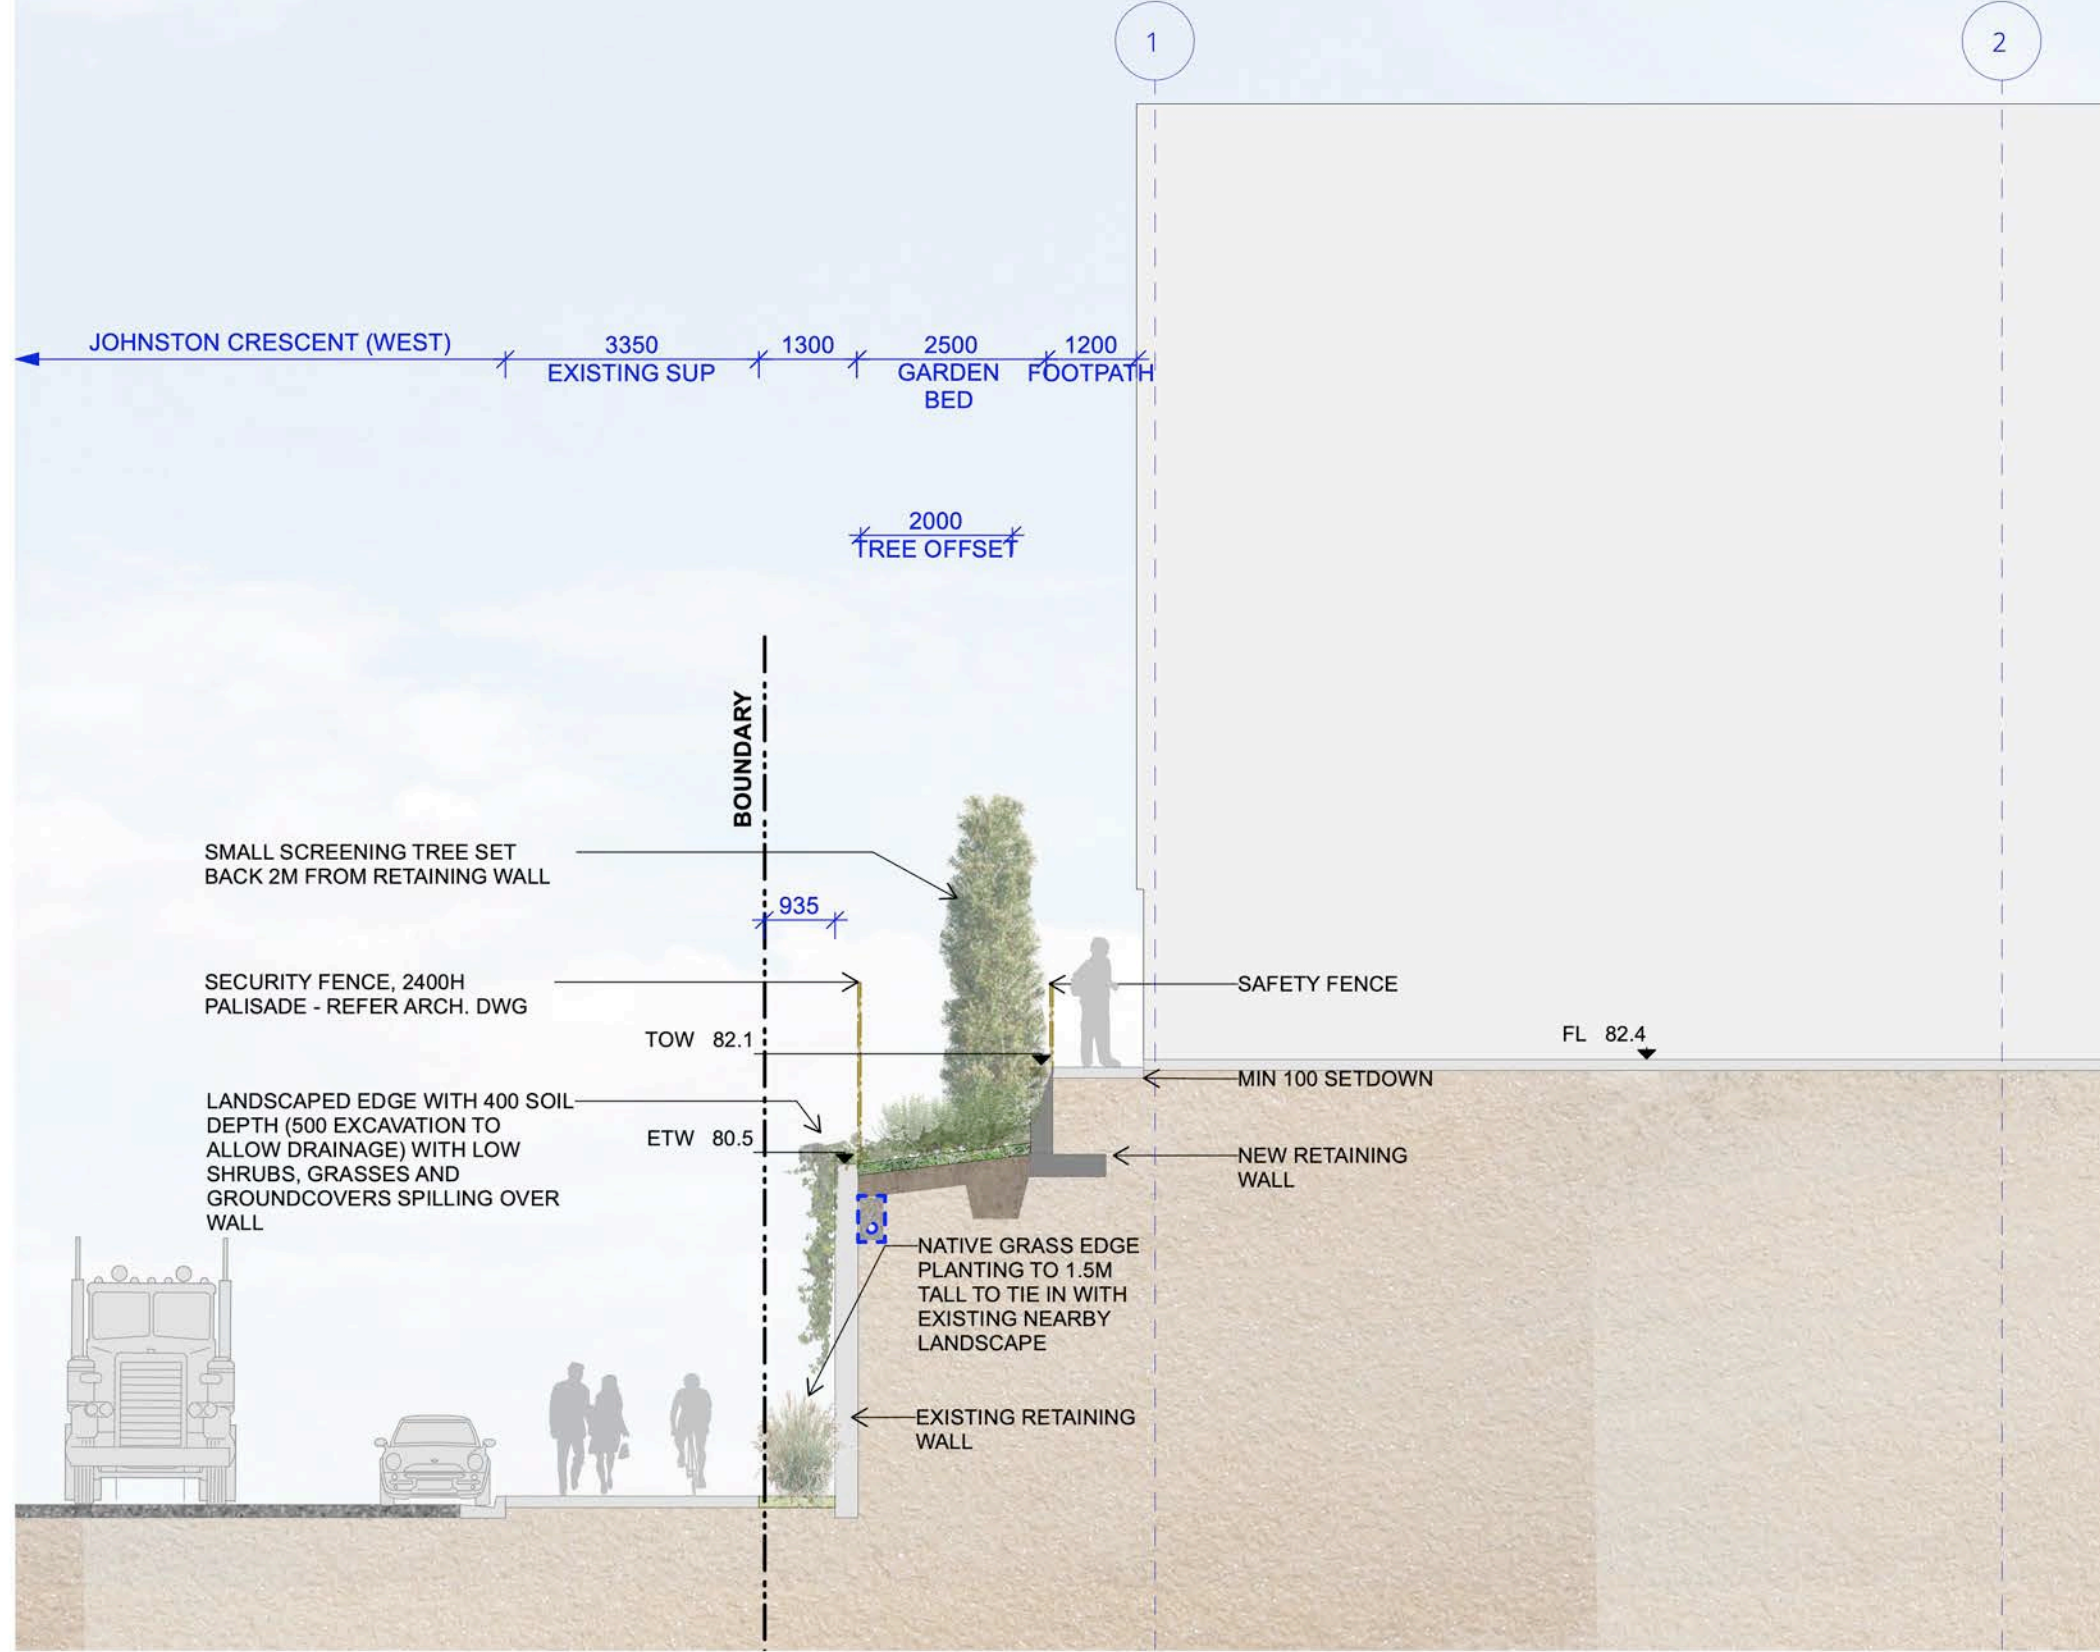 1
2
JOHNSTON CRESCENT (WEST)
3350
EXISTING SUP
1300
2500
GARDEN
BED
1200
FOOTPATH
2000
TREE OFFSET
BOUNDARY
SMALL SCREENING TREE SET
BACK 2M FROM RETAINING WALL
935
SECURITY FENCE, 2400H
PALISADE - REFER ARCH. DWG
SAFETY FENCE
TOW 82.1
FL 82.4
MIN 100 SETDOWN
LANDSCAPED EDGE WITH 400 SOIL
DEPTH (500 EXCAVATION TO
ALLOW DRAINAGE) WITH LOW
SHRUBS, GRASSES AND
GROUNDCOVERS SPILLING OVER
WALL
ETW 80.5
NEW RETAINING
WALL
NATIVE GRASS EDGE
PLANTING TO 1.5M
TALL TO TIE IN WITH
EXISTING NEARBY
LANDSCAPE
EXISTING RETAINING
WALL